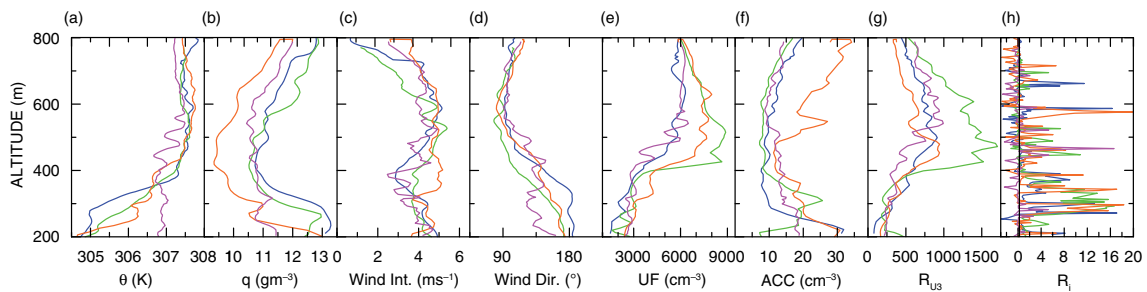 (a) (b) (c) (d) (e) (f) (g) (h)
800
600
400
200
ALTITUDE (m)
305 306 307 308 10 11 12 13 0 2 4 6 90 180 3000 6000 9000 10 20 30 0 500 1000 1500 0 4 8 12 16 20
θ (K) q (gm⁻³) Wind Int. (ms⁻¹) Wind Dir. (°) UF (cm⁻³) ACC (cm⁻³) R_U3 R_i